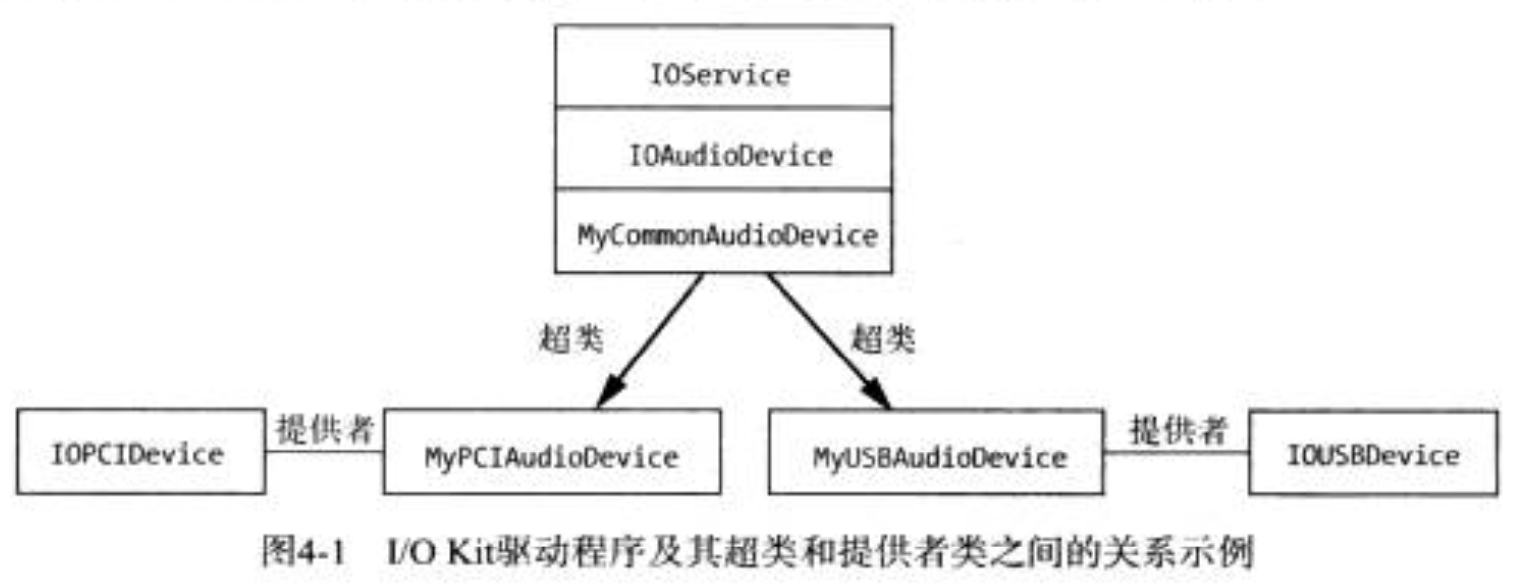 IOService
IOAudioDevice
MyCommonAudioDevice
超类 超类
IOPCIDevice 提供者 MyPCIAudioDevice MyUSBAudioDevice 提供者 IOUSBDevice
图4-1 I/O Kit驱动程序及其超类和提供者类之间的关系示例